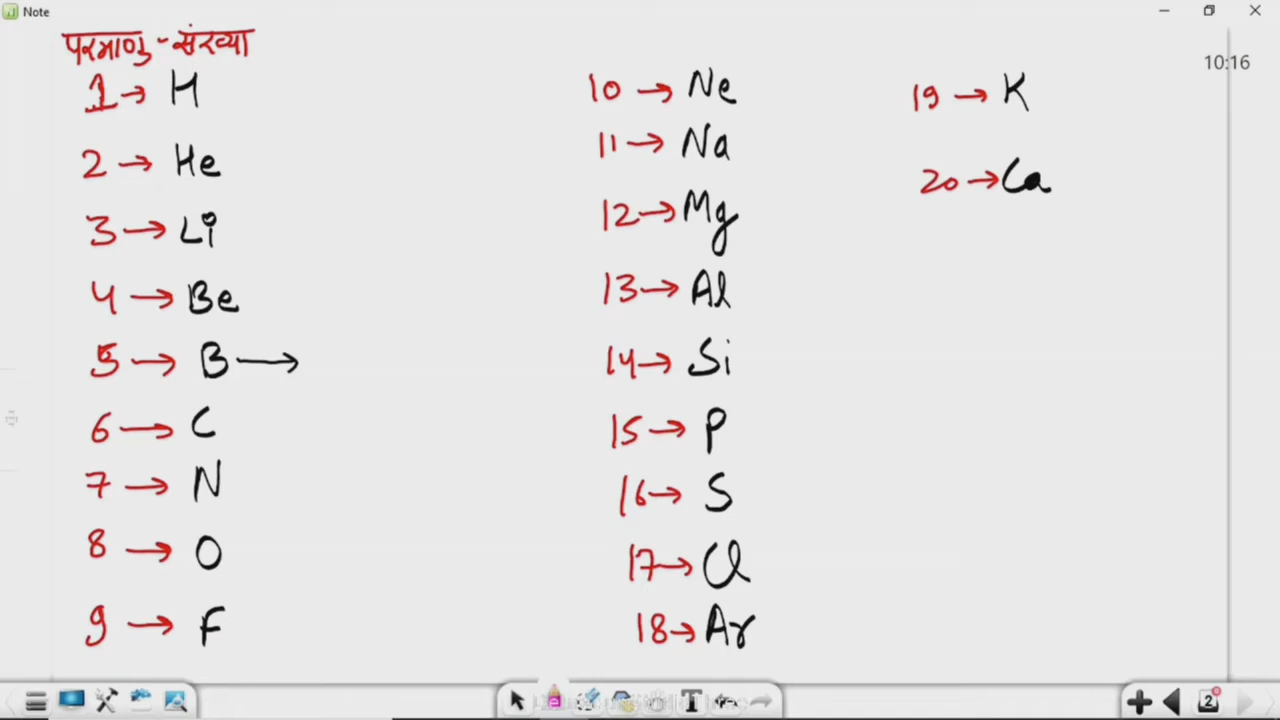 Note
परमाणु-संख्या
10:16
1 → H
2 → He
3 → Li
4 → Be
5 → B →
6 → C
7 → N
8 → O
9 → F
10 → Ne
11 → Na
12 → Mg
13 → Al
14 → Si
15 → P
16 → S
17 → Cl
18 → Ar
19 → K
20 → Ca
T
2